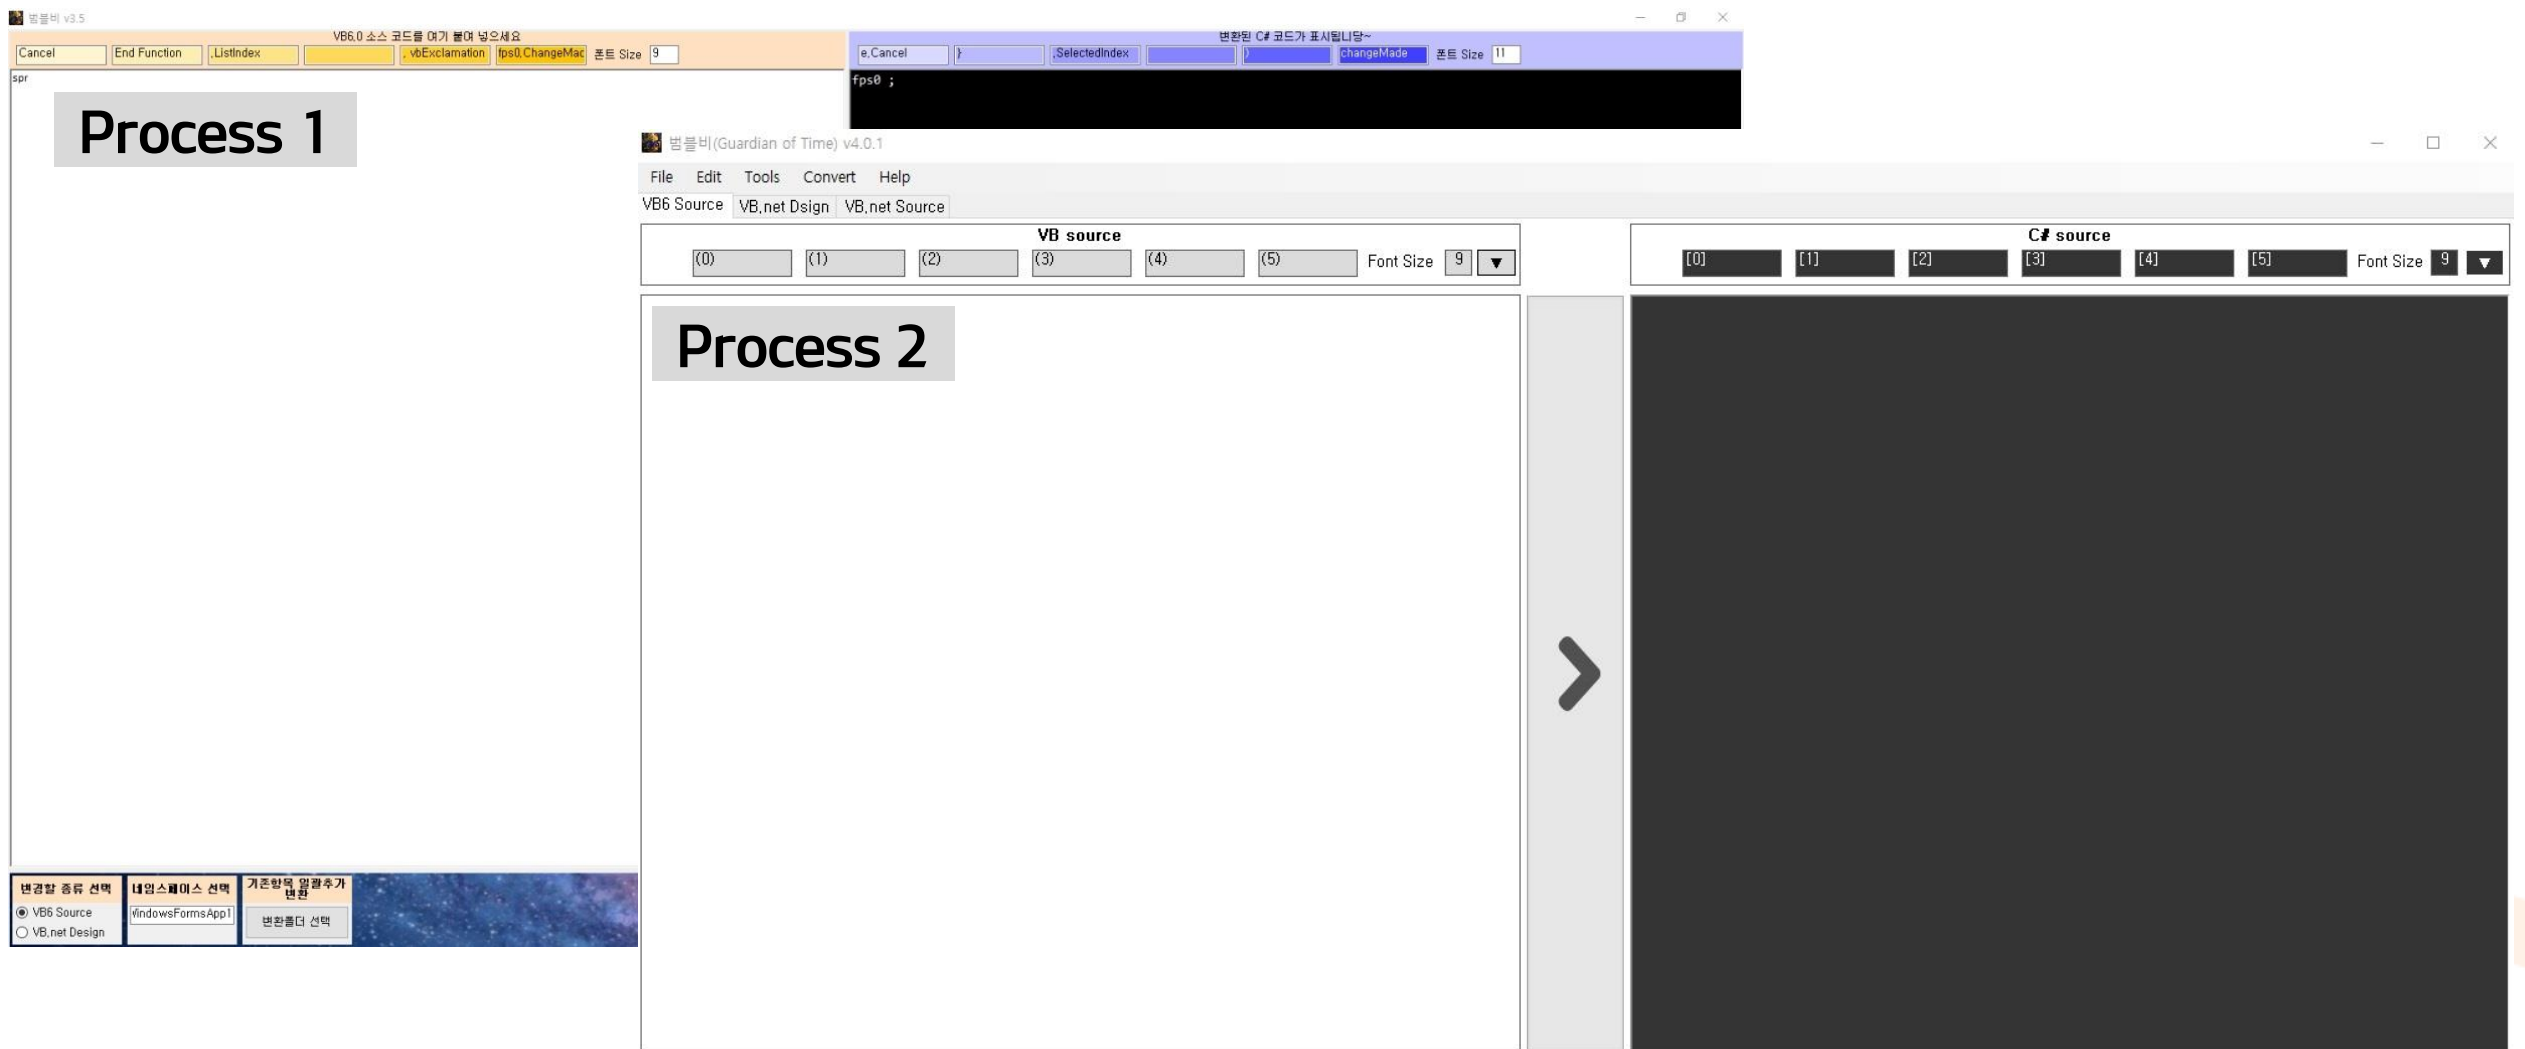 범블비 v3.5
VB6.0 소스 코드를 여기 붙여 넣으세요
Cancel End Function .ListIndex , vbExclamation fps0.ChangeMac 폰트 Size 9
변환된 C# 코드가 표시됩니당~
e.Cancel } .SelectedIndex ) changeMade 폰트 Size 11
spr
fps0 ;
Process 1
범블비(Guardian of Time) v4.0.1
File Edit Tools Convert Help
VB6 Source VB.net Dsign VB.net Source
VB source
(0) (1) (2) (3) (4) (5) Font Size 9 ▼
C# source
[0] [1] [2] [3] [4] [5] Font Size 9 ▼
Process 2
변경할 종류 선택
VB6 Source
VB.net Design
네임스페이스 선택
WindowsFormsApp1
기존항목 일괄추가
변환
변환폴더 선택